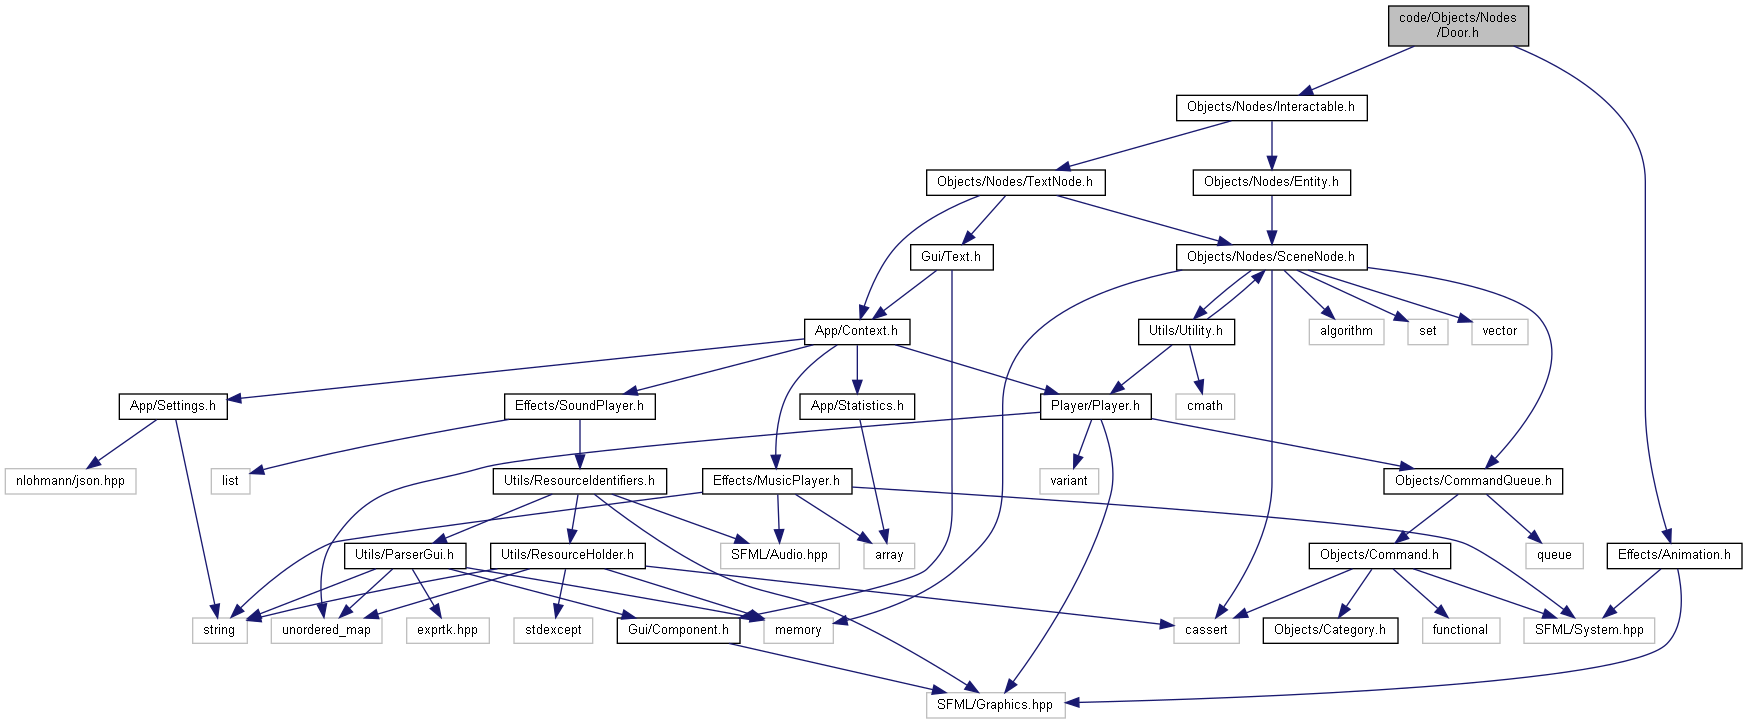 code/Objects/Nodes
/Door.h
Objects/Nodes/Interactable.h
Objects/Nodes/TextNode.h
Objects/Nodes/Entity.h
Gui/Text.h
Objects/Nodes/SceneNode.h
App/Context.h
Utils/Utility.h
algorithm
set
vector
App/Settings.h
Effects/SoundPlayer.h
App/Statistics.h
Player/Player.h
cmath
nlohmann/json.hpp
list
Utils/ResourceIdentifiers.h
Effects/MusicPlayer.h
variant
Objects/CommandQueue.h
Utils/ParserGui.h
Utils/ResourceHolder.h
SFML/Audio.hpp
array
Objects/Command.h
queue
Effects/Animation.h
string
unordered_map
exprtk.hpp
stdexcept
Gui/Component.h
memory
cassert
Objects/Category.h
functional
SFML/System.hpp
SFML/Graphics.hpp